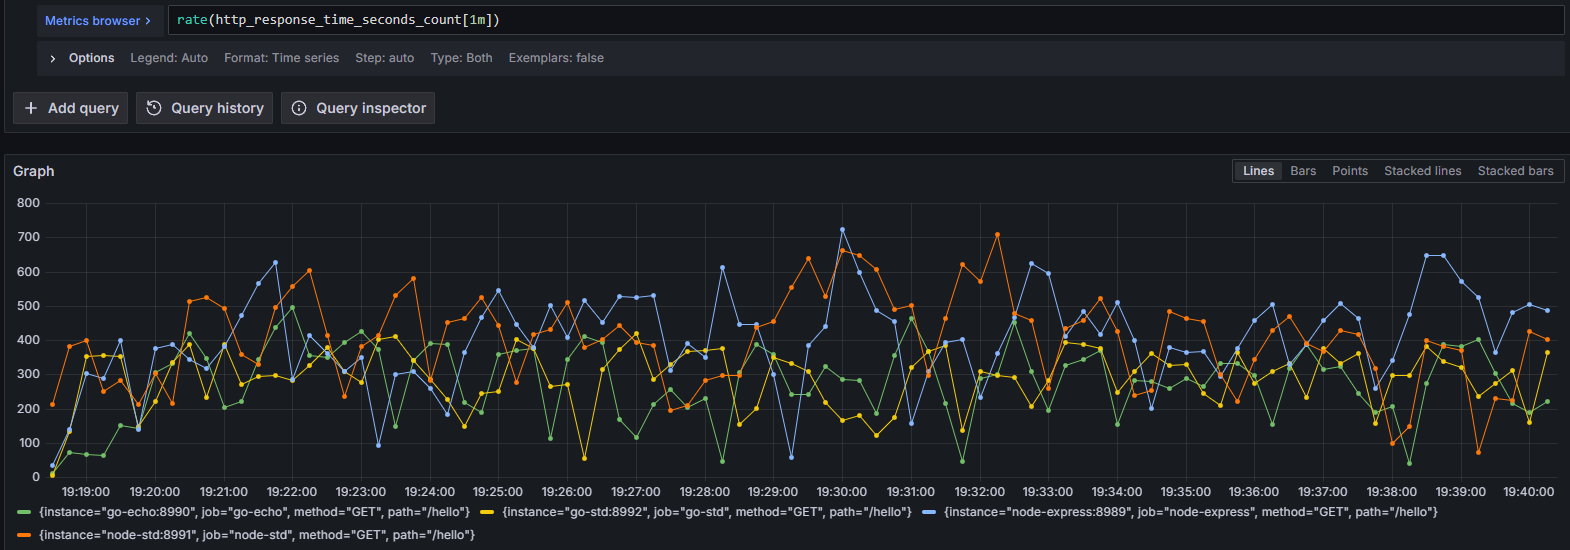 Metrics browser > rate(http_response_time_seconds_count[1m])
> Options Legend: Auto Format: Time series Step: auto Type: Both Exemplars: false
+ Add query Query history Query inspector
Graph Lines Bars Points Stacked lines Stacked bars
800
700
600
500
400
300
200
100
0
19:19:00 19:20:00 19:21:00 19:22:00 19:23:00 19:24:00 19:25:00 19:26:00 19:27:00 19:28:00 19:29:00 19:30:00 19:31:00 19:32:00 19:33:00 19:34:00 19:35:00 19:36:00 19:37:00 19:38:00 19:39:00 19:40:00
{instance="go-echo:8990", job="go-echo", method="GET", path="/hello"} {instance="go-std:8992", job="go-std", method="GET", path="/hello"} {instance="node-express:8989", job="node-express", method="GET", path="/hello"}
{instance="node-std:8991", job="node-std", method="GET", path="/hello"}